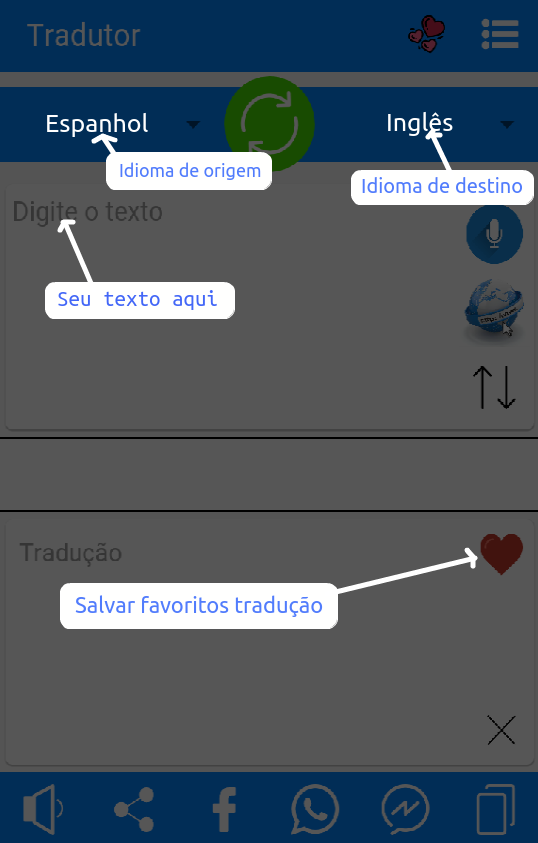 Tradutor
Espanhol
Inglês
Idioma de origem
Idioma de destino
Digite o texto
Seu texto aqui
Tradução
Salvar favoritos tradução